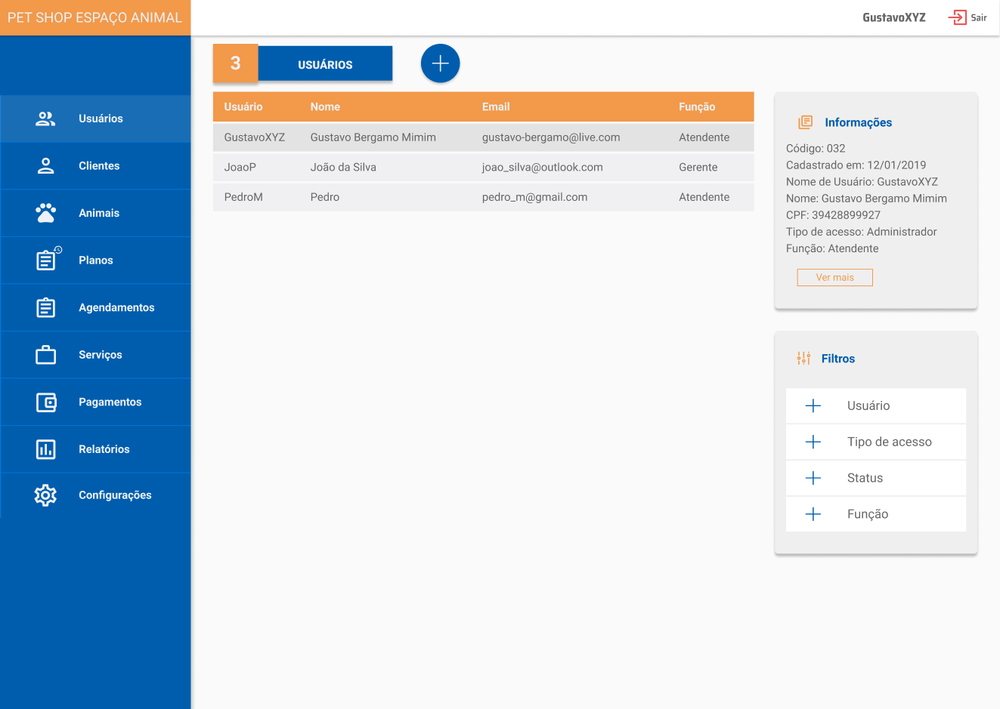 PET SHOP ESPAÇO ANIMAL
GustavoXYZ
Sair
3
USUÁRIOS
Usuários
Clientes
Animais
Planos
Agendamentos
Serviços
Pagamentos
Relatórios
Configurações
Usuário Nome Email Função
GustavoXYZ Gustavo Bergamo Mimim gustavo-bergamo@live.com Atendente
JoaoP João da Silva joao_silva@outlook.com Gerente
PedroM Pedro pedro_m@gmail.com Atendente
Informações
Código: 032
Cadastrado em: 12/01/2019
Nome de Usuário: GustavoXYZ
Nome: Gustavo Bergamo Mimim
CPF: 39428899927
Tipo de acesso: Administrador
Função: Atendente
Ver mais
Filtros
Usuário
Tipo de acesso
Status
Função